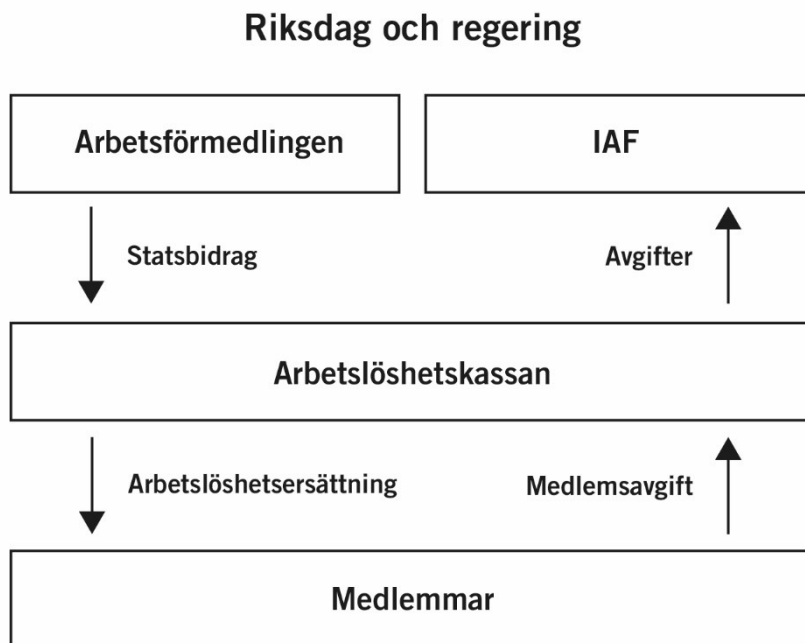 Riksdag och regering
Arbetsförmedlingen
IAF
Statsbidrag
Avgifter
Arbetslöshetskassan
Arbetslöshetsersättning
Medlemsavgift
Medlemmar